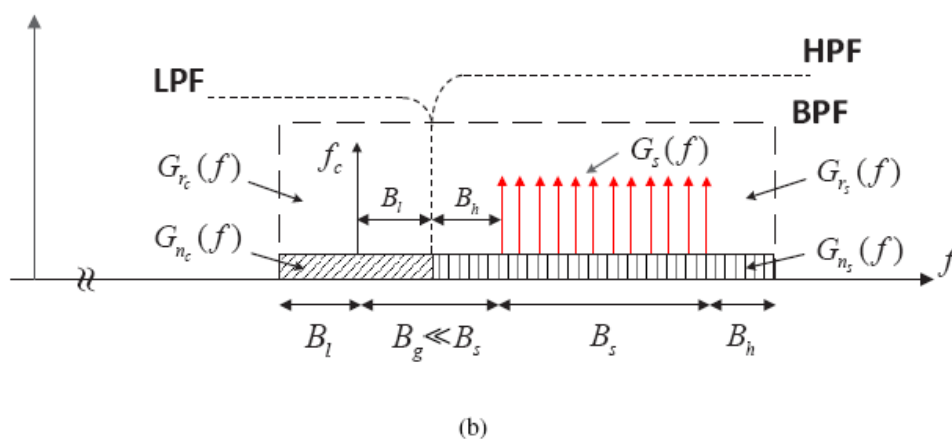 HPF
LPF
BPF
G_{r_c}(f)
f_c
G_s(f)
G_{r_s}(f)
B_l
B_h
G_{n_c}(f)
G_{n_s}(f)
f
B_l
B_g ≪ B_s
B_s
B_h
(b)